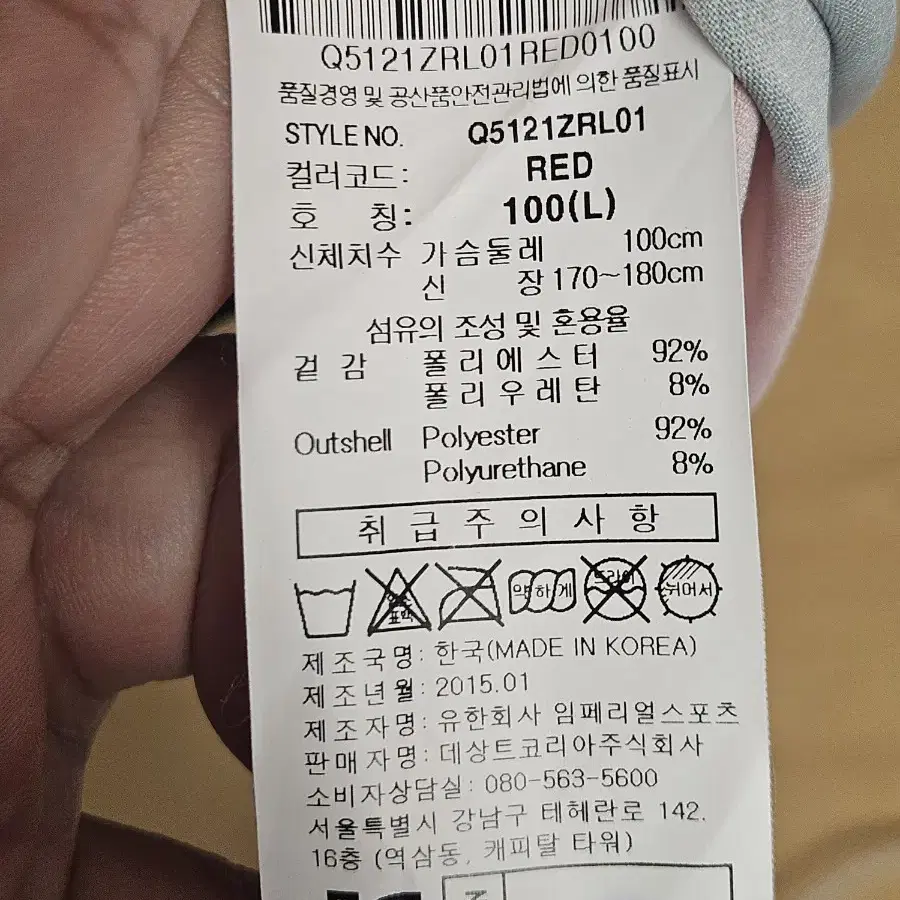 Q5121ZRL01RED0100
품질경영 및 공산품안전관리법에 의한 품질표시
STYLE NO. Q5121ZRL01
컬러코드: RED
호 칭: 100(L)
신체치수 가슴둘레 100cm
신 장 170~180cm
섬유의 조성 및 혼용율
겉 감 폴리에스터 92%
폴리우레탄 8%
Outshell Polyester 92%
Polyurethane 8%
취급주의사항
염소 표백 약하게 드라이 뉘어서
제조국명: 한국(MADE IN KOREA)
제조년월: 2015.01
제조자명: 유한회사 임페리얼스포츠
판매자명: 데상트코리아주식회사
소비자상담실: 080-563-5600
서울특별시 강남구 테헤란로 142.
16층 (역삼동, 캐피탈 타워)